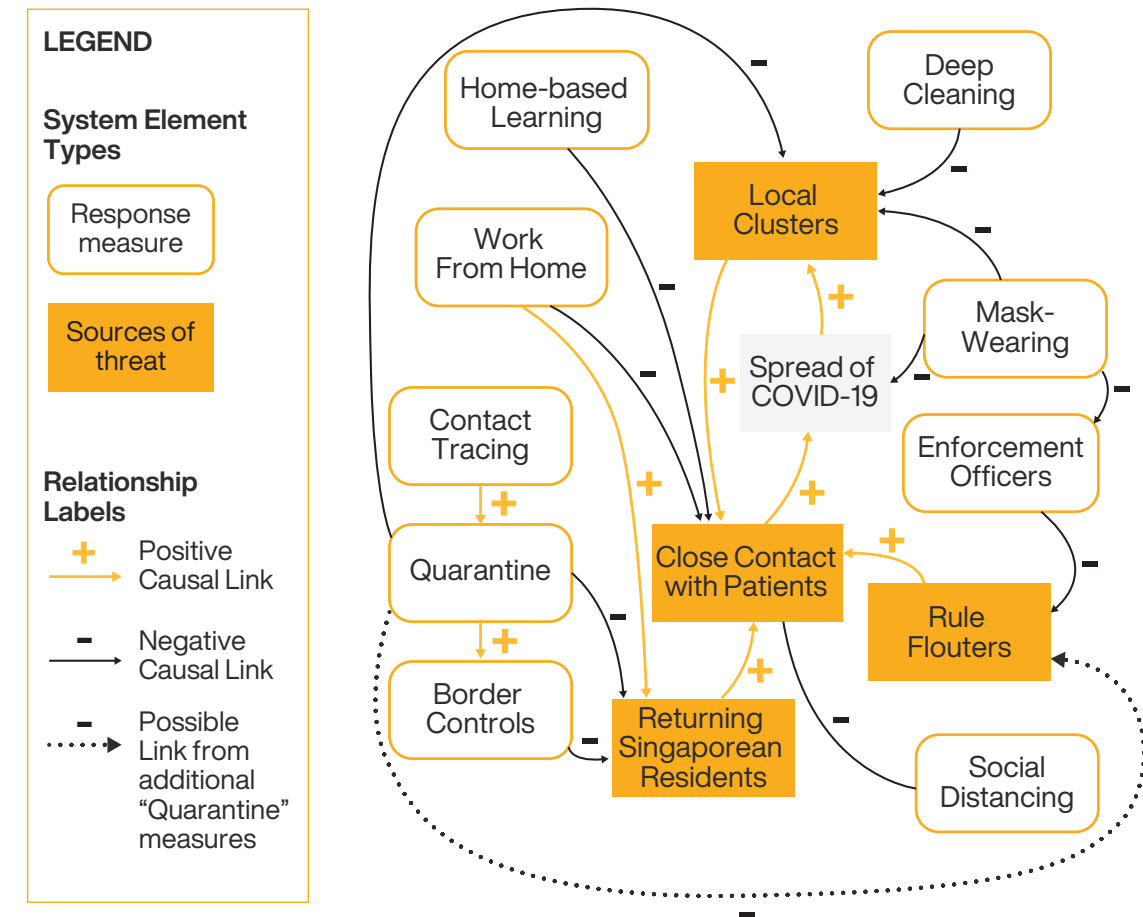 LEGEND
System Element
Types
Response
measure
Sources of
threat
Relationship
Labels
+
Positive
Causal Link
-
Negative
Causal Link
-
Possible
Link from
additional
“Quarantine”
measures
Home-based
Learning
Deep
Cleaning
Local
Clusters
Work
From Home
Mask-
Wearing
Spread of
COVID-19
Contact
Tracing
Enforcement
Officers
Quarantine
Close Contact
with Patients
Rule
Flouters
Border
Controls
Returning
Singaporean
Residents
Social
Distancing
-
-
-
-
-
-
-
-
-
-
-
-
-
+
+
+
+
+
+
+
+